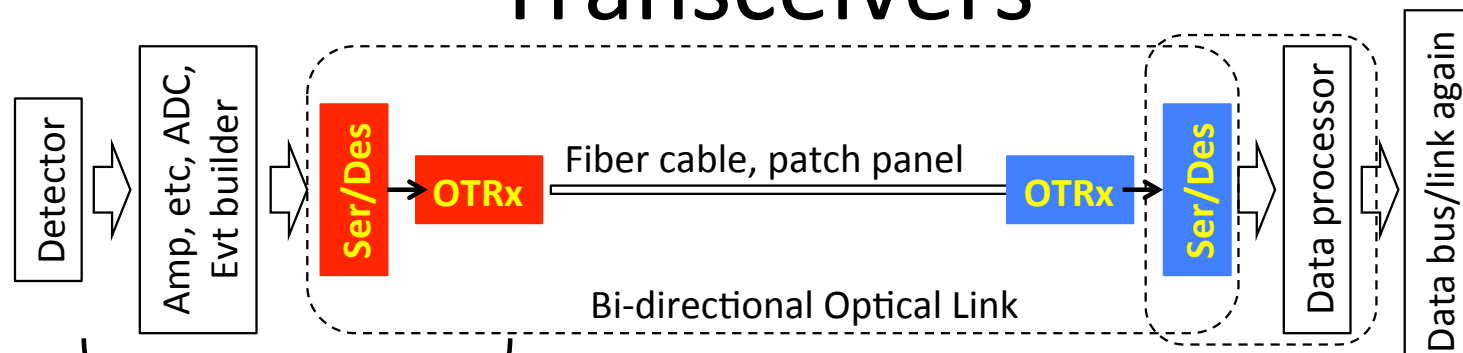 Transceivers
Detector
Amp, etc, ADC,
Evt builder
Ser/Des
OTRx
Fiber cable, patch panel
OTRx
Ser/Des
Data processor
Data bus/link again
Bi-directional Optical Link